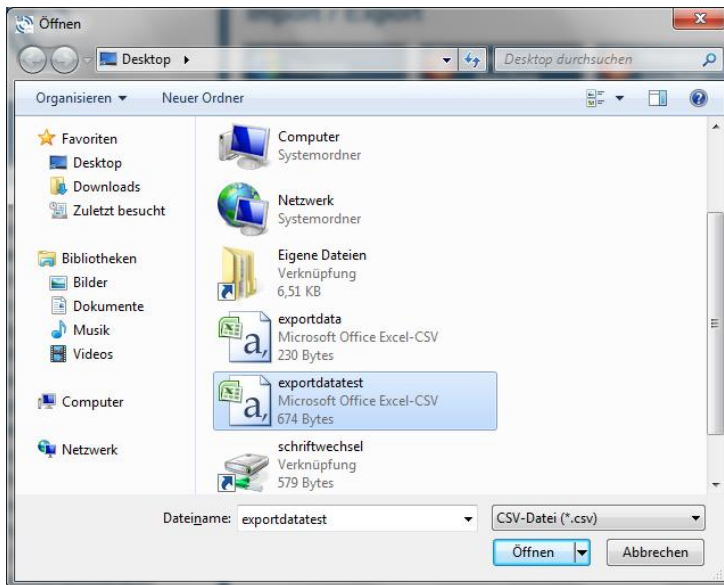 Öffnen
Import / Export
Desktop
Desktop durchsuchen
Organisieren
Neuer Ordner
Favoriten
Desktop
Downloads
Zuletzt besucht
Bibliotheken
Bilder
Dokumente
Musik
Videos
Computer
Netzwerk
Computer
Systemordner
Netzwerk
Systemordner
Eigene Dateien
Verknüpfung
6,51 KB
exportdata
Microsoft Office Excel-CSV
230 Bytes
exportdatatest
Microsoft Office Excel-CSV
674 Bytes
schriftwechsel
Verknüpfung
579 Bytes
Dateiname: exportdatatest
CSV-Datei (*.csv)
Öffnen
Abbrechen